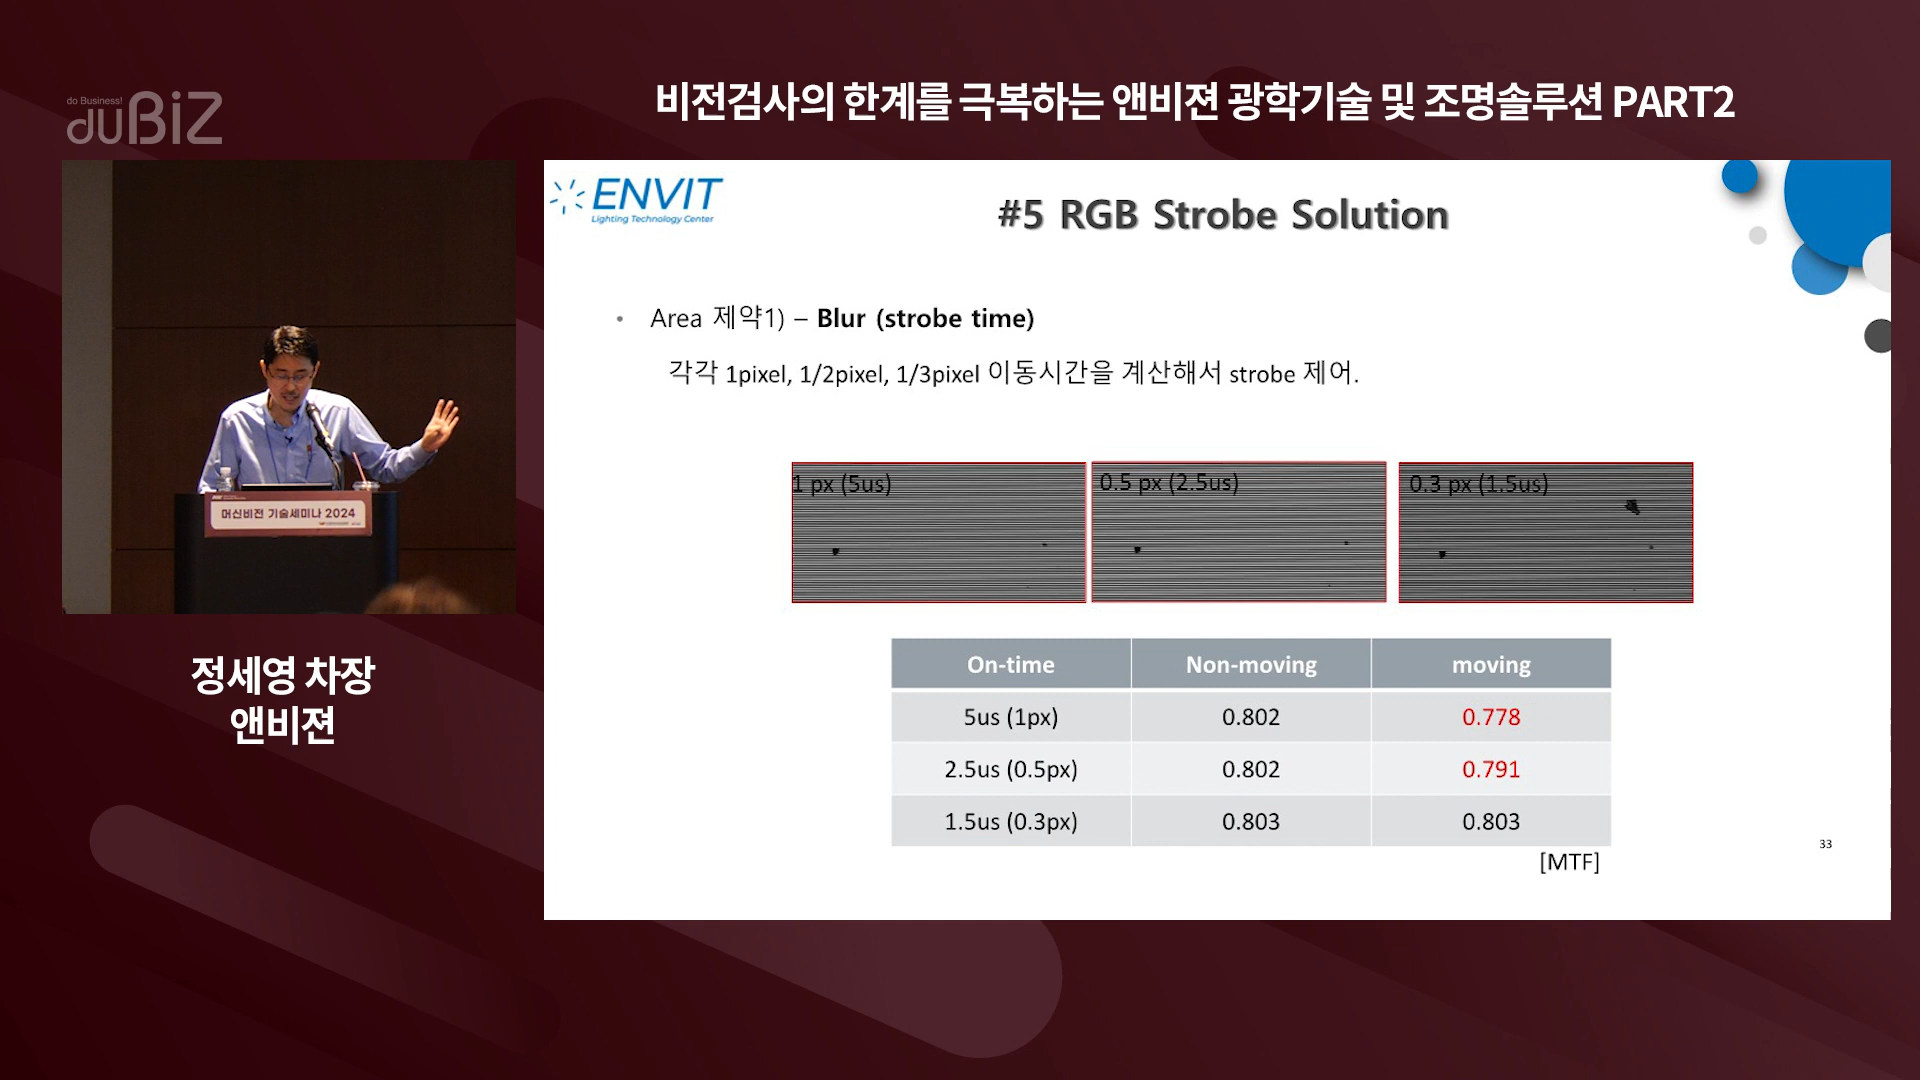 do Business!
duBiZ
비전검사의 한계를 극복하는 앤비젼 광학기술 및 조명솔루션 PART2
머신비전 기술세미나 2024
정세영 차장
앤비젼
ENVIT
Lighting Technology Center
#5 RGB Strobe Solution
• Area 제약1) – Blur (strobe time)
각각 1pixel, 1/2pixel, 1/3pixel 이동시간을 계산해서 strobe 제어.
1 px (5us)
0.5 px (2.5us)
0.3 px (1.5us)
On-time Non-moving moving
5us (1px) 0.802 0.778
2.5us (0.5px) 0.802 0.791
1.5us (0.3px) 0.803 0.803
[MTF]
33